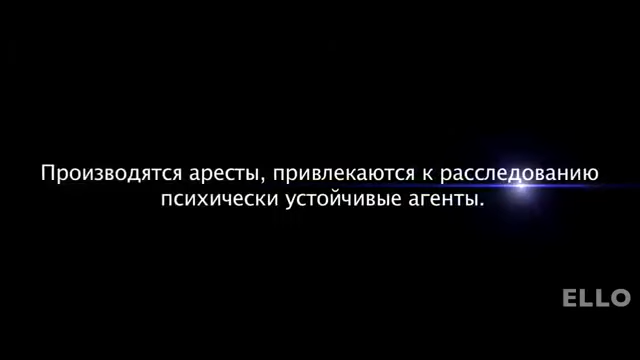 Производятся аресты, привлекаются к расследованию
психически устойчивые агенты.
ELLO